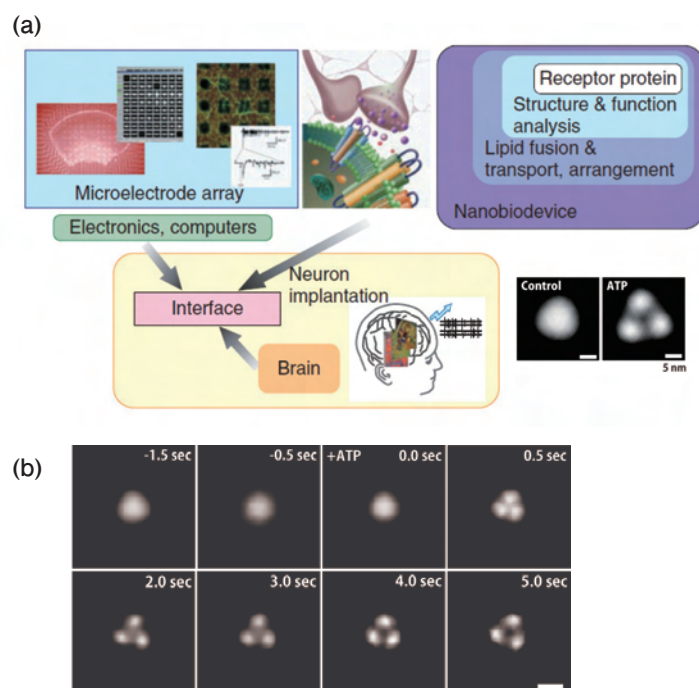 (a)
Receptor protein
Structure & function
analysis
Lipid fusion &
transport, arrangement
Nanobiodevice
Microelectrode array
Electronics, computers
Neuron
implantation
Interface
Brain
Control
ATP
5 nm
(b)
-1.5 sec
-0.5 sec
+ATP 0.0 sec
0.5 sec
2.0 sec
3.0 sec
4.0 sec
5.0 sec